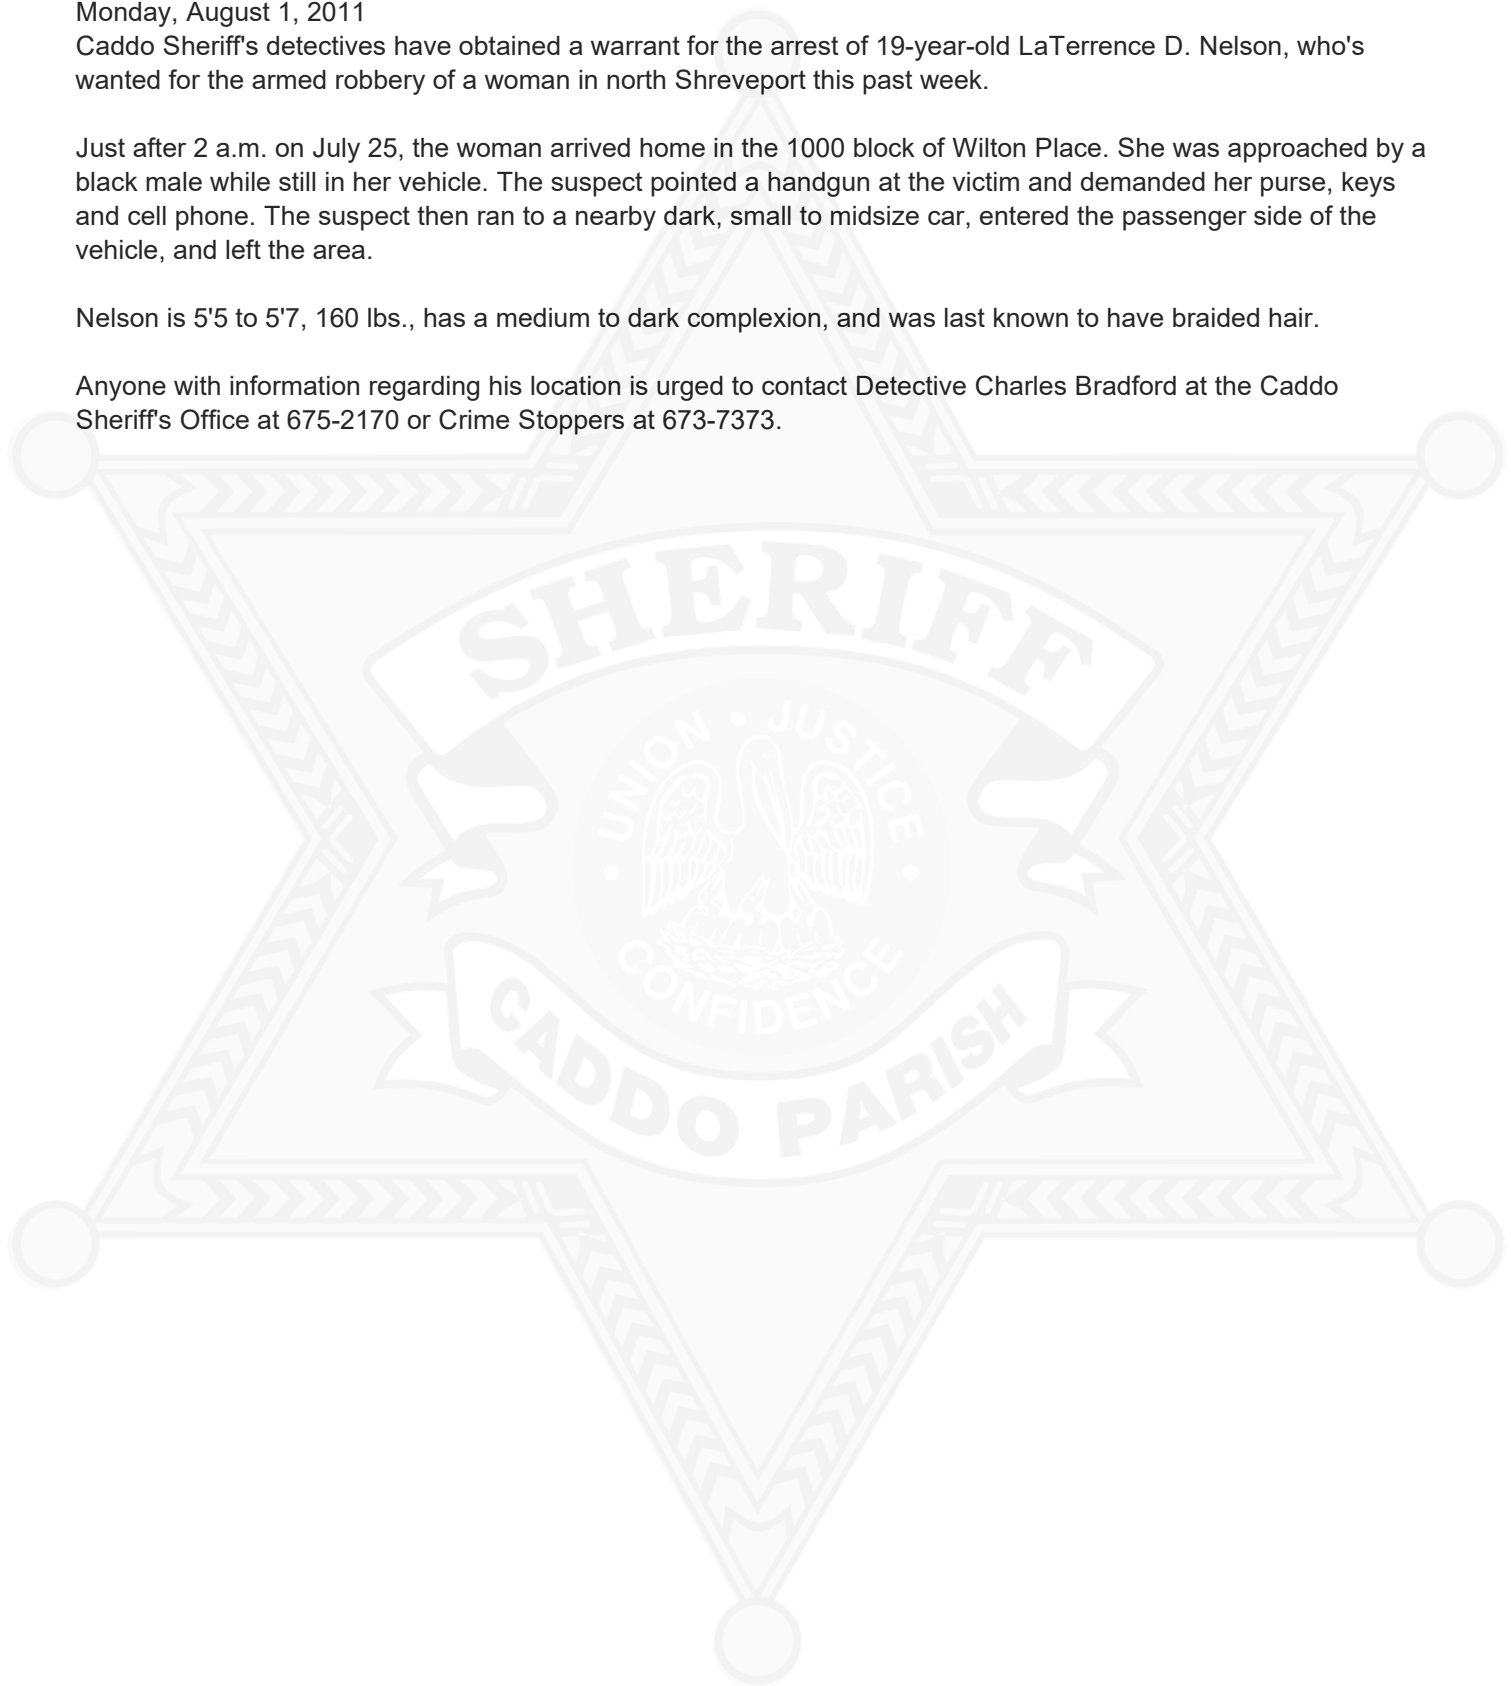 Monday, August 1, 2011
Caddo Sheriff's detectives have obtained a warrant for the arrest of 19-year-old LaTerrence D. Nelson, who's
wanted for the armed robbery of a woman in north Shreveport this past week.
Just after 2 a.m. on July 25, the woman arrived home in the 1000 block of Wilton Place. She was approached by a
black male while still in her vehicle. The suspect pointed a handgun at the victim and demanded her purse, keys
and cell phone. The suspect then ran to a nearby dark, small to midsize car, entered the passenger side of the
vehicle, and left the area.
Nelson is 5'5 to 5'7, 160 lbs., has a medium to dark complexion, and was last known to have braided hair.
Anyone with information regarding his location is urged to contact Detective Charles Bradford at the Caddo
Sheriff's Office at 675-2170 or Crime Stoppers at 673-7373.
SHERIFF
UNION • JUSTICE
• CONFIDENCE •
CADDO PARISH